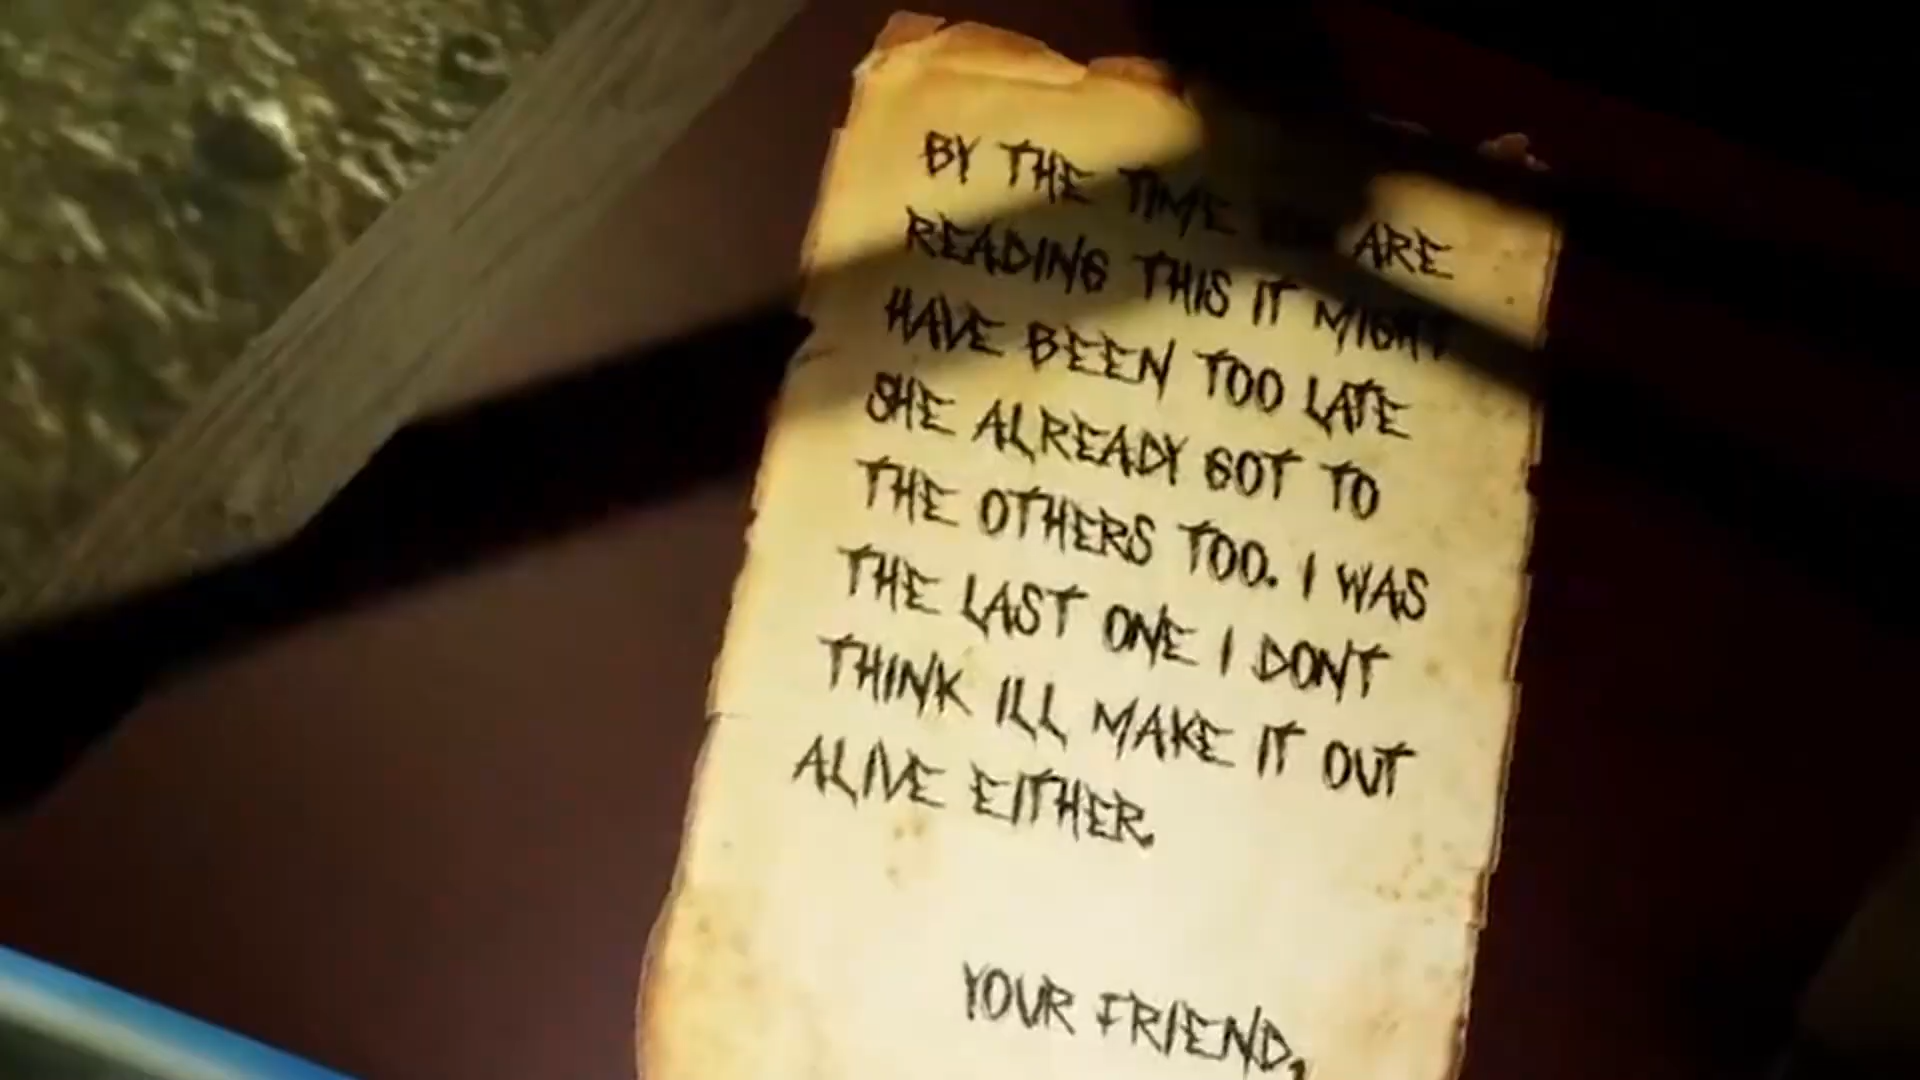 BY THE TIME YOU ARE
READING THIS IT MIGHT
HAVE BEEN TOO LATE
SHE ALREADY GOT TO
THE OTHERS TOO. I WAS
THE LAST ONE I DONT
THINK ILL MAKE IT OUT
ALIVE EITHER.
YOUR FRIEND,